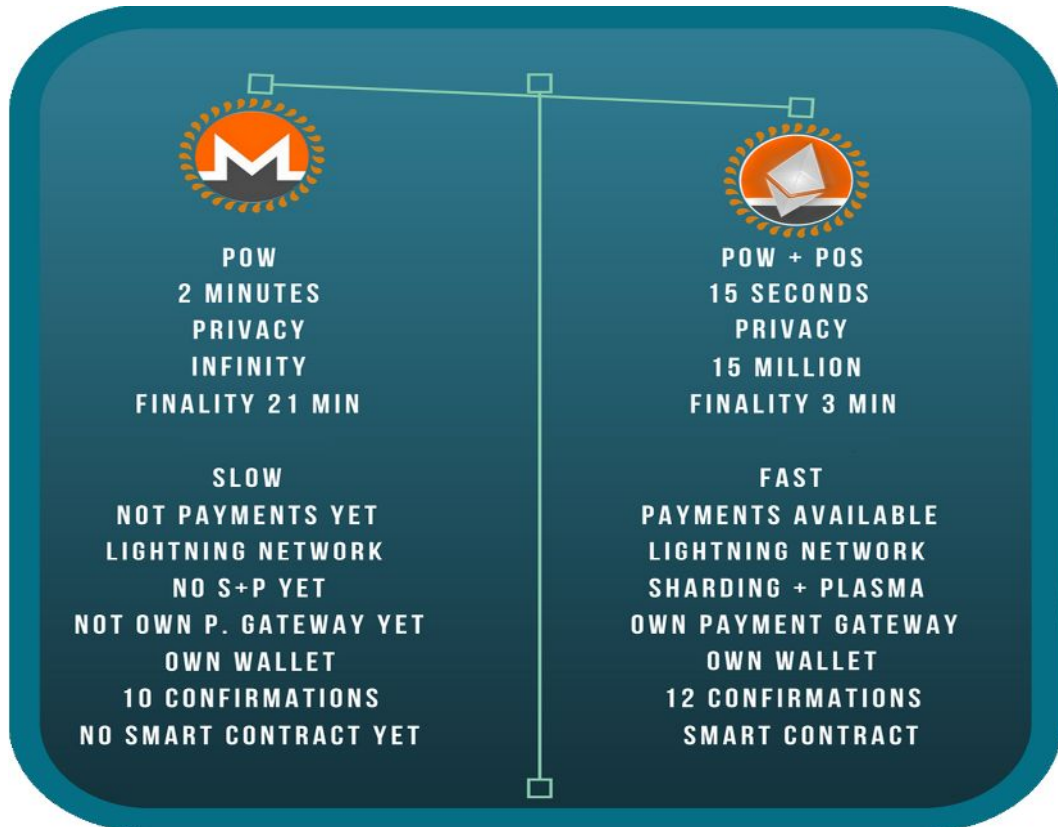 POW
2 MINUTES
PRIVACY
INFINITY
FINALITY 21 MIN
SLOW
NOT PAYMENTS YET
LIGHTNING NETWORK
NO S+P YET
NOT OWN P. GATEWAY YET
OWN WALLET
10 CONFIRMATIONS
NO SMART CONTRACT YET
POW + POS
15 SECONDS
PRIVACY
15 MILLION
FINALITY 3 MIN
FAST
PAYMENTS AVAILABLE
LIGHTNING NETWORK
SHARDING + PLASMA
OWN PAYMENT GATEWAY
OWN WALLET
12 CONFIRMATIONS
SMART CONTRACT